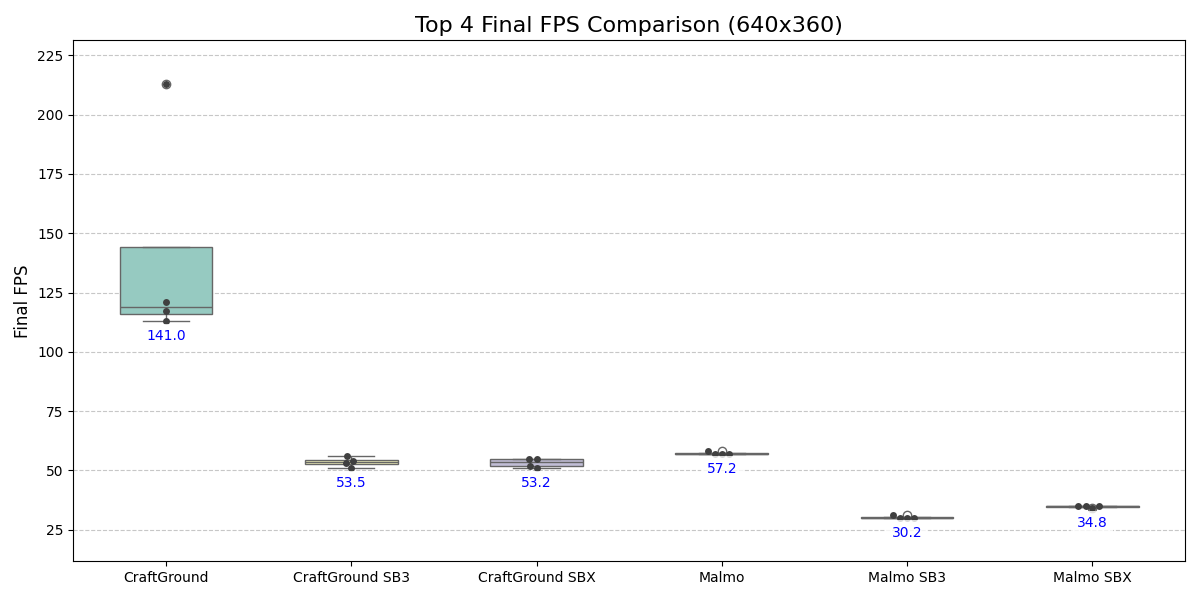 Top 4 Final FPS Comparison (640x360)
Final FPS
225
200
175
150
125
100
75
50
25
141.0
53.5
53.2
57.2
30.2
34.8
CraftGround
CraftGround SB3
CraftGround SBX
Malmo
Malmo SB3
Malmo SBX